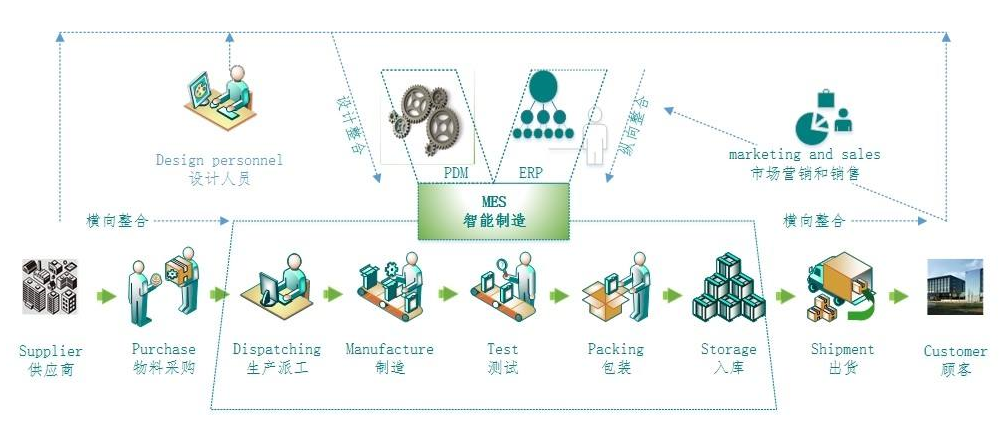 Design personnel
设计人员
设计整合
PDM
ERP
纵向整合
marketing and sales
市场营销和销售
MES
智能制造
横向整合
横向整合
Supplier
供应商
Purchase
物料采购
Dispatching
生产派工
Manufacture
制造
Test
测试
Packing
包装
Storage
入库
Shipment
出货
Customer
顾客